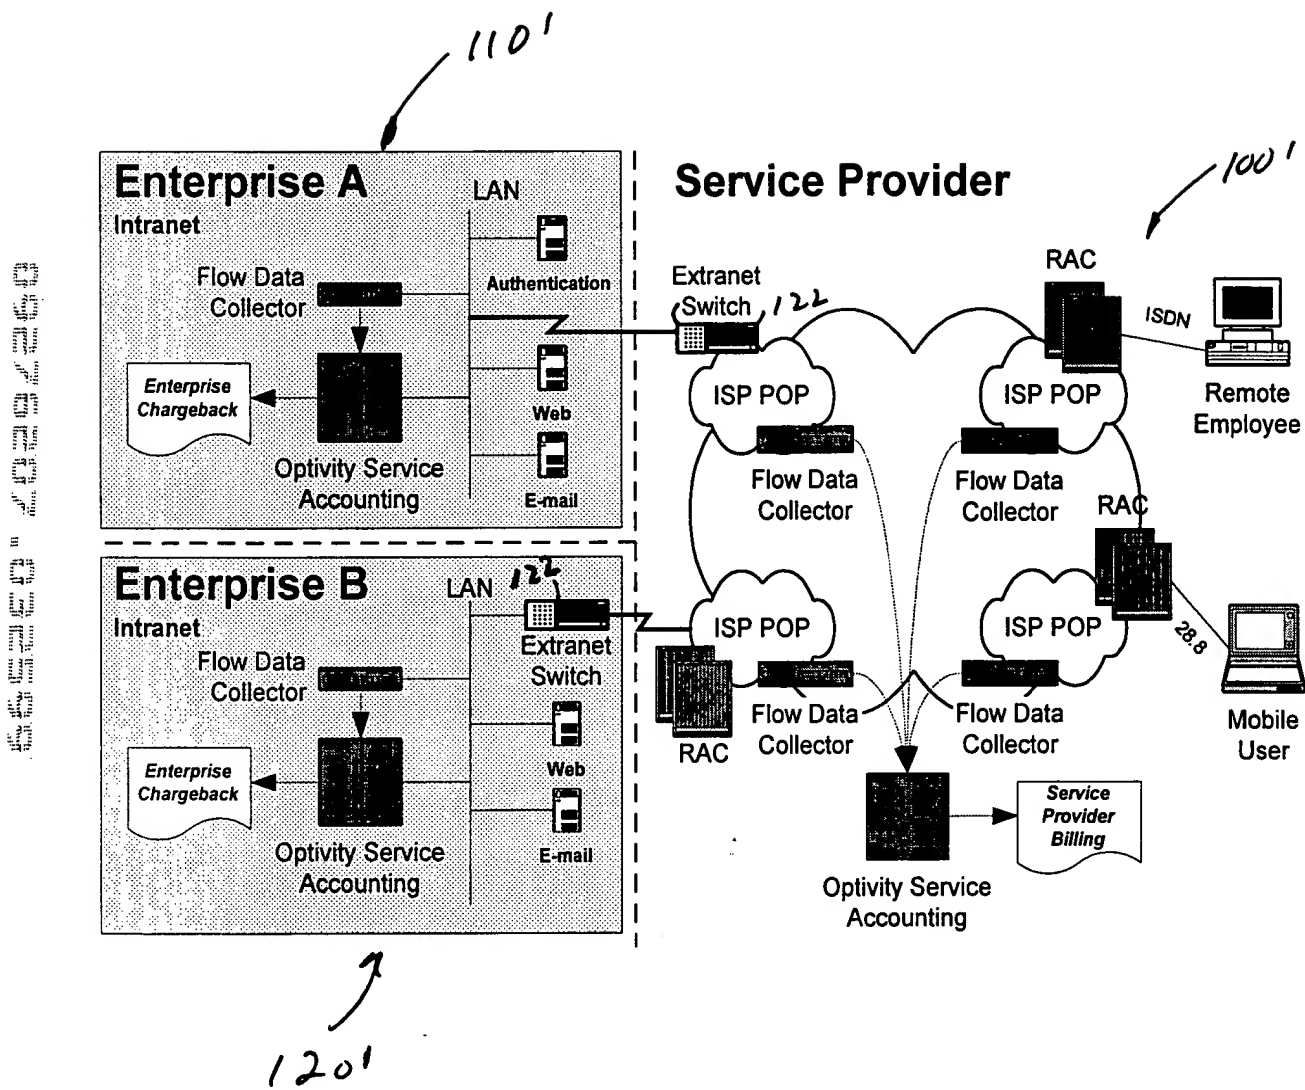 110'
100'
Enterprise A
Intranet
LAN
Flow Data
Collector
Authentication
Enterprise
Chargeback
Web
Optivity Service
Accounting
E-mail
Service Provider
Extranet
Switch
122
RAC
ISDN
ISP POP
ISP POP
Remote
Employee
Flow Data
Collector
Flow Data
Collector
RAC
Enterprise B
Intranet
LAN
122
Extranet
Switch
Flow Data
Collector
Enterprise
Chargeback
Web
Optivity Service
Accounting
E-mail
ISP POP
ISP POP
28.8
RAC
Flow Data
Collector
Flow Data
Collector
Mobile
User
Service
Provider
Billing
Optivity Service
Accounting
120'